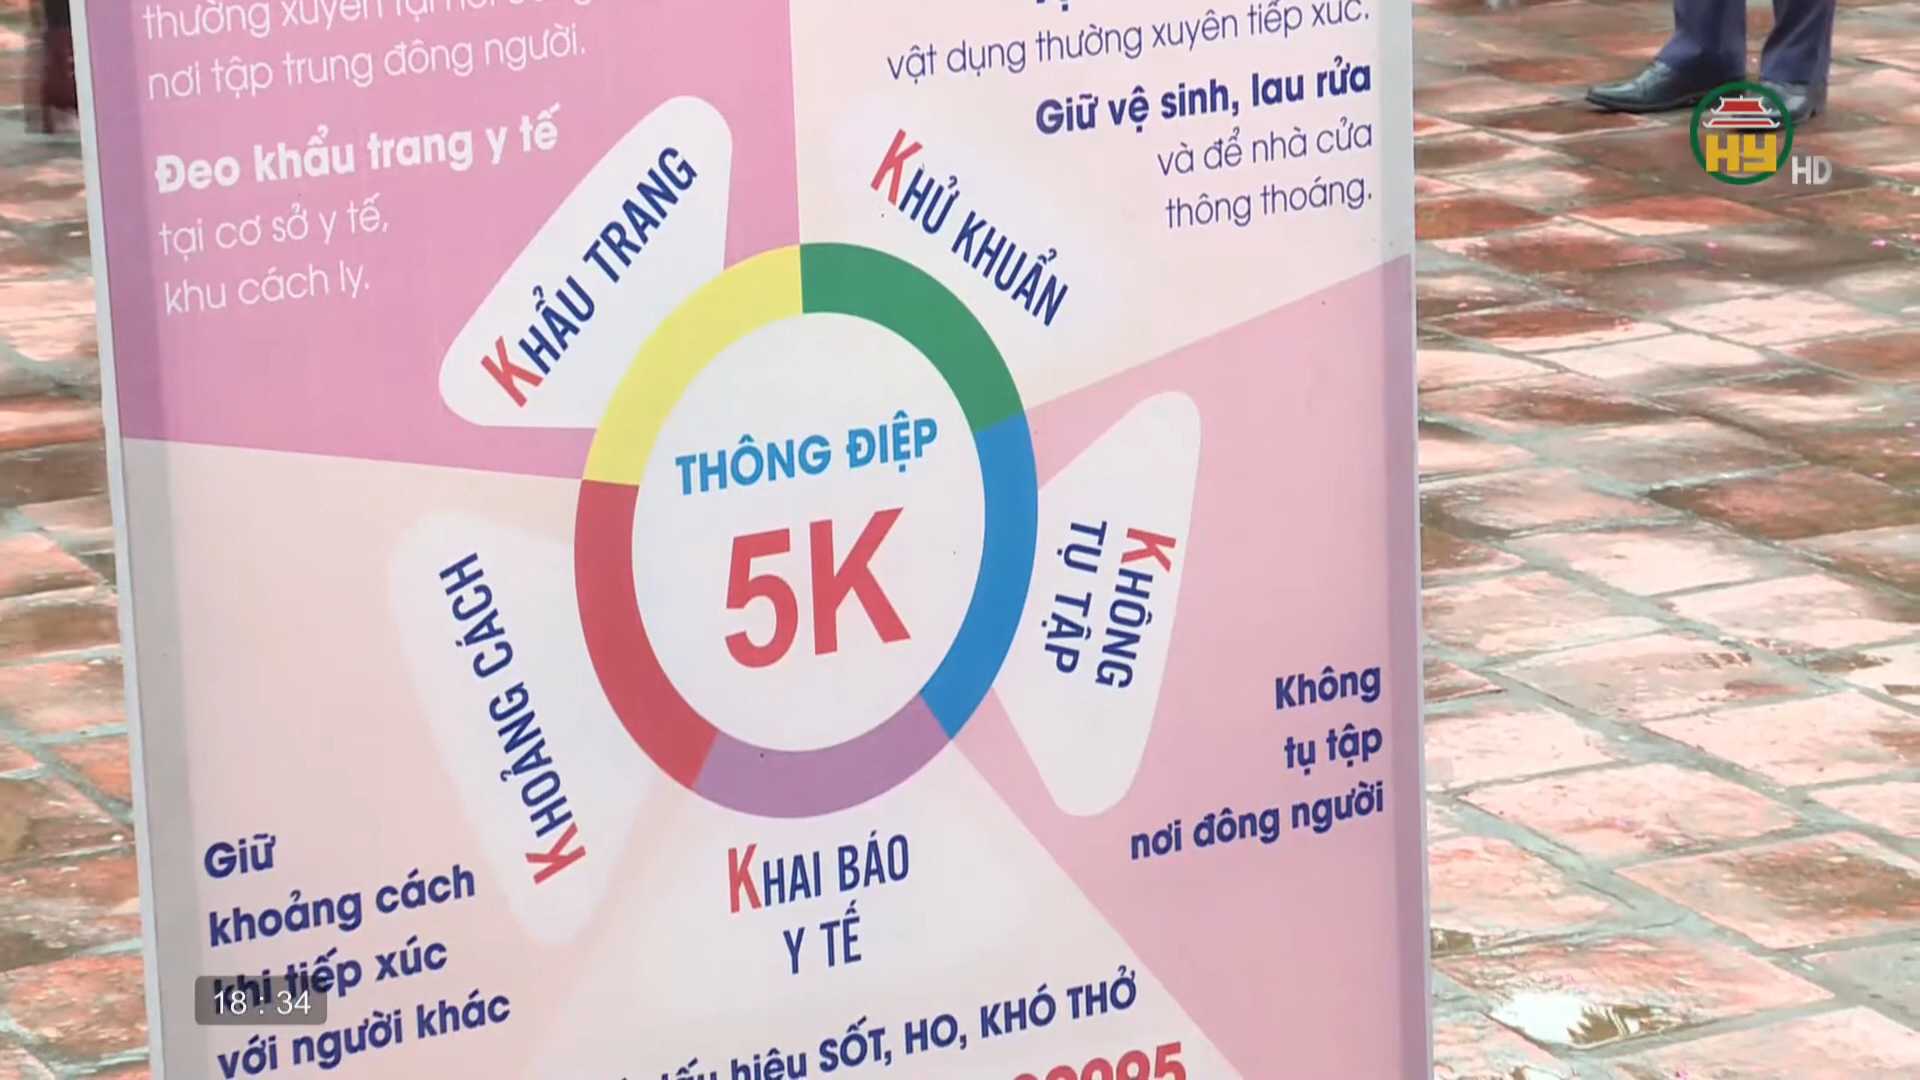 thường xuyên
nơi tập trung đông người.
Đeo khẩu trang y tế
tại cơ sở y tế,
khu cách ly.
KHẨU TRANG
vật dụng thường xuyên tiếp xúc.
Giữ vệ sinh, lau rửa
và để nhà cửa
thông thoáng.
KHỬ KHUẨN
HY HD
THÔNG ĐIỆP
5K
KHÔNG
TỤ TẬP
Không
tụ tập
nơi đông người
KHOẢNG CÁCH
Giữ
khoảng cách
khi tiếp xúc
với người khác
18 : 34
KHAI BÁO
Y TẾ
dấu hiệu SỐT, HO, KHÓ THỞ